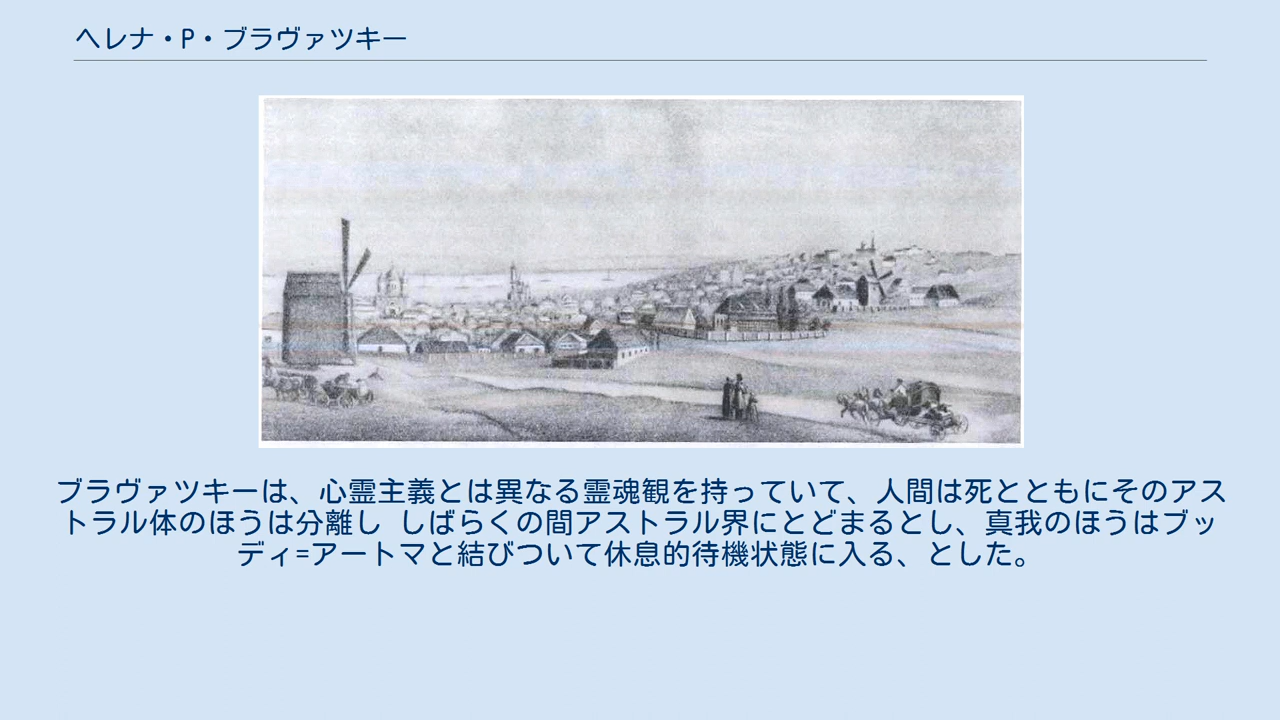 ヘレナ・P・ブラヴァツキー
ブラヴァツキーは、心霊主義とは異なる霊魂観を持っていて、人間は死とともにそのアス
トラル体のほうは分離し しばらくの間アストラル界にとどまるとし、真我のほうはブッ
ディ=アートマと結びついて休息的待機状態に入る、とした。